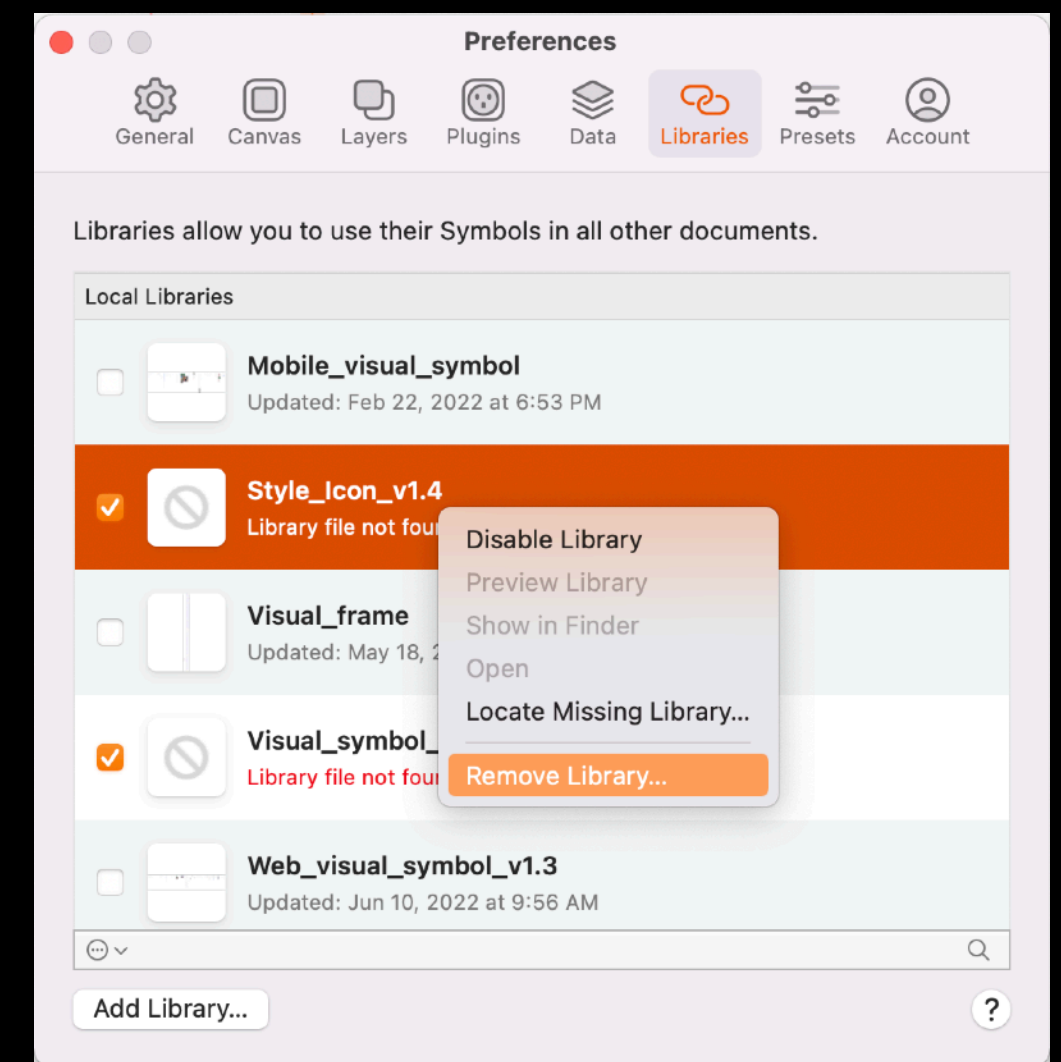 Preferences
General Canvas Layers Plugins Data Libraries Presets Account
Libraries allow you to use their Symbols in all other documents.
Local Libraries
Mobile_visual_symbol
Updated: Feb 22, 2022 at 6:53 PM
Style_Icon_v1.4
Library file not
Disable Library
Preview Library
Show in Finder
Open
Locate Missing Library...
Remove Library...
Visual_frame
Updated: May 18,
Visual_symbol_
Library file not
Web_visual_symbol_v1.3
Updated: Jun 10, 2022 at 9:56 AM
Add Library...
?